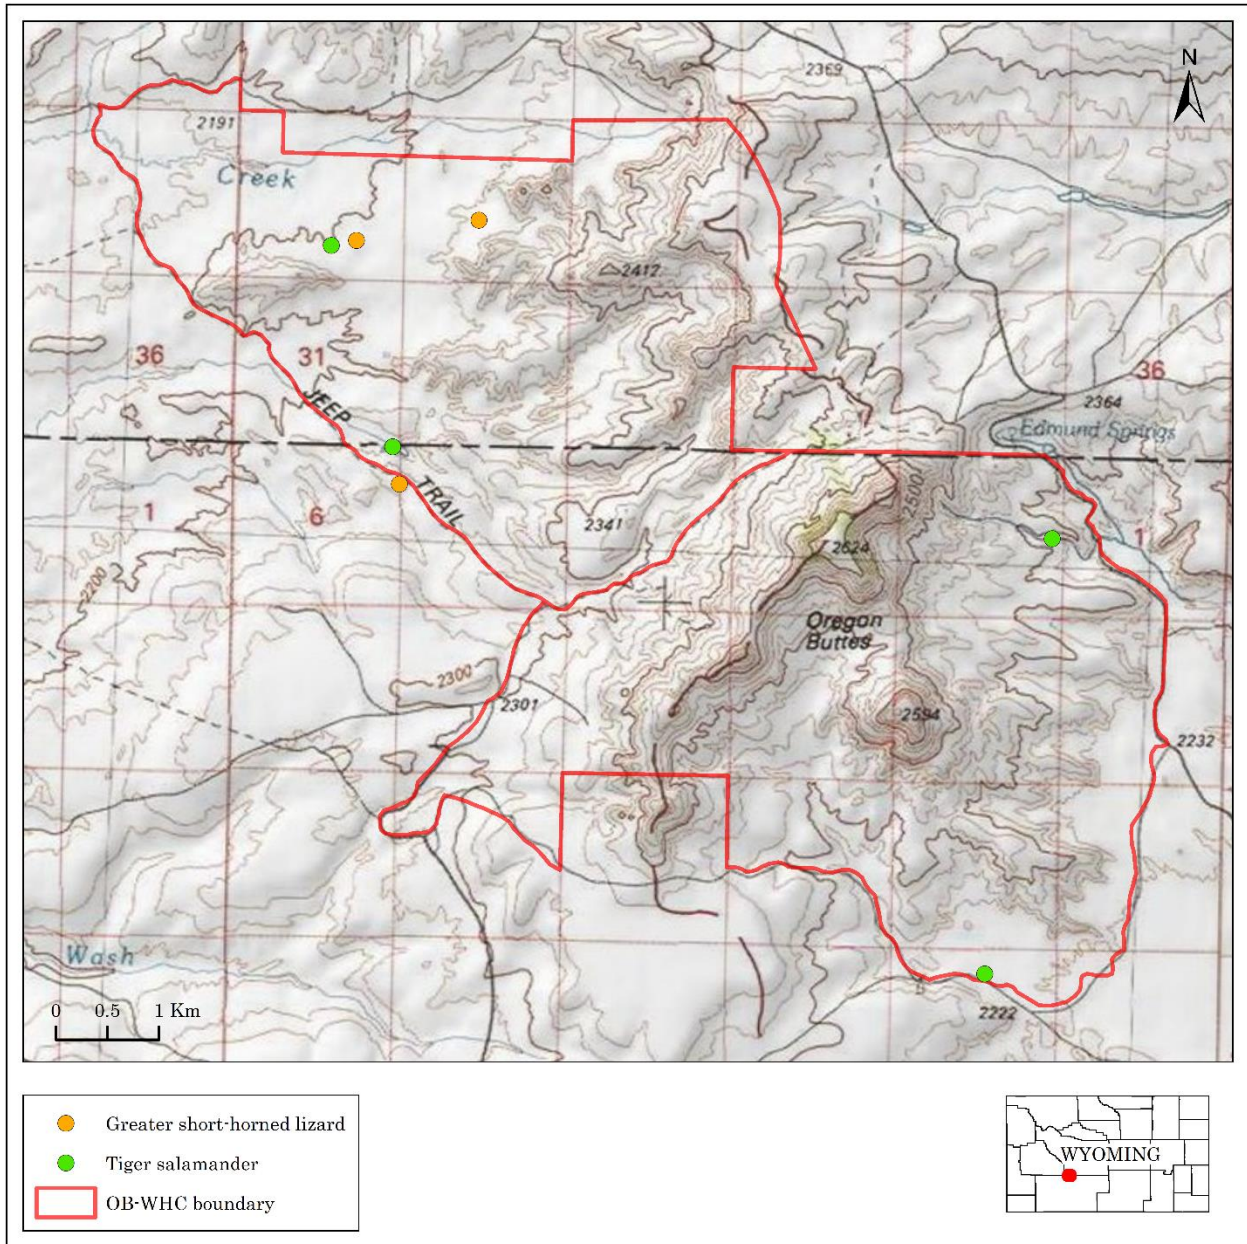 N
2369
2191
Creek
2412
36
31
36
JEEP
2364
Edmund Springs
TRAIL
2500
1
6
2341
1
2624
2200
Oregon
Buttes
2300
2301
2594
2232
Wash
0 0.5 1 Km
2222
Greater short-horned lizard
Tiger salamander
OB-WHC boundary
WYOMING